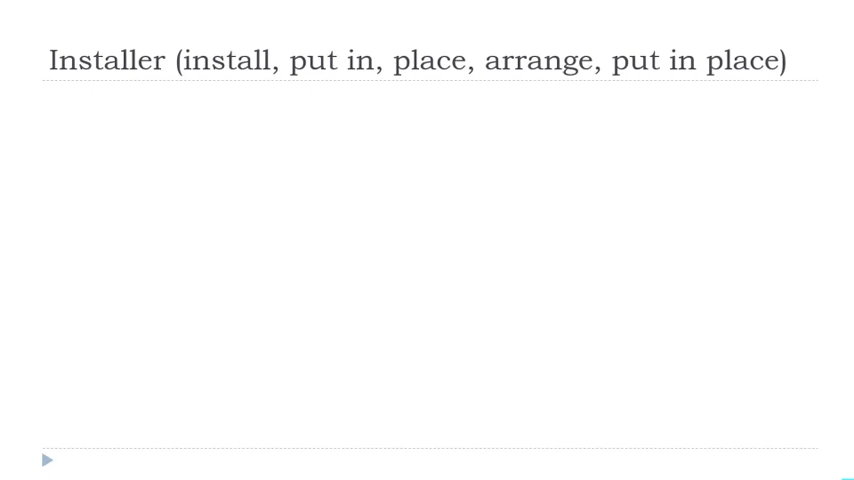 Installer (install, put in, place, arrange, put in place)